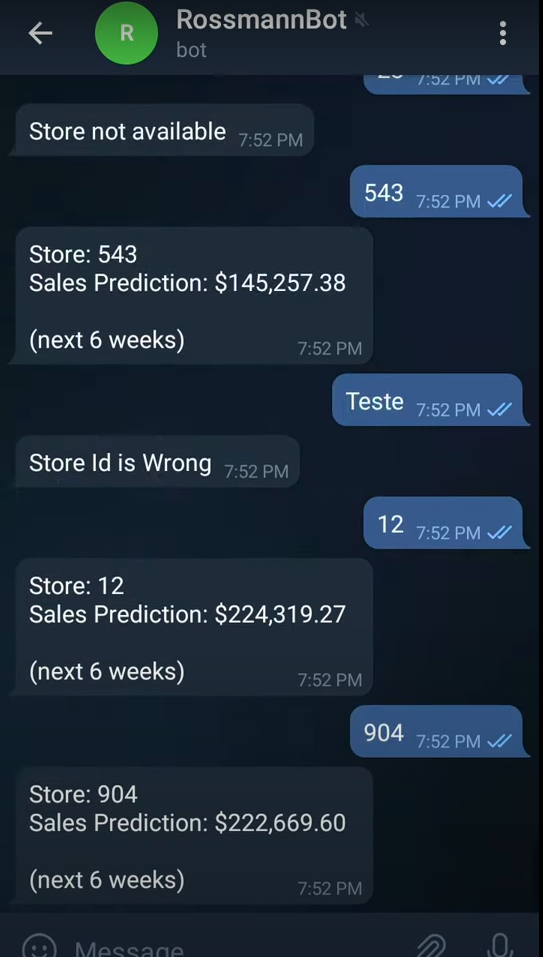 R
RossmannBot
bot
7:52 PM
Store not available 7:52 PM
543 7:52 PM
Store: 543
Sales Prediction: $145,257.38
(next 6 weeks) 7:52 PM
Teste 7:52 PM
Store Id is Wrong 7:52 PM
12 7:52 PM
Store: 12
Sales Prediction: $224,319.27
(next 6 weeks) 7:52 PM
904 7:52 PM
Store: 904
Sales Prediction: $222,669.60
(next 6 weeks) 7:52 PM
Message